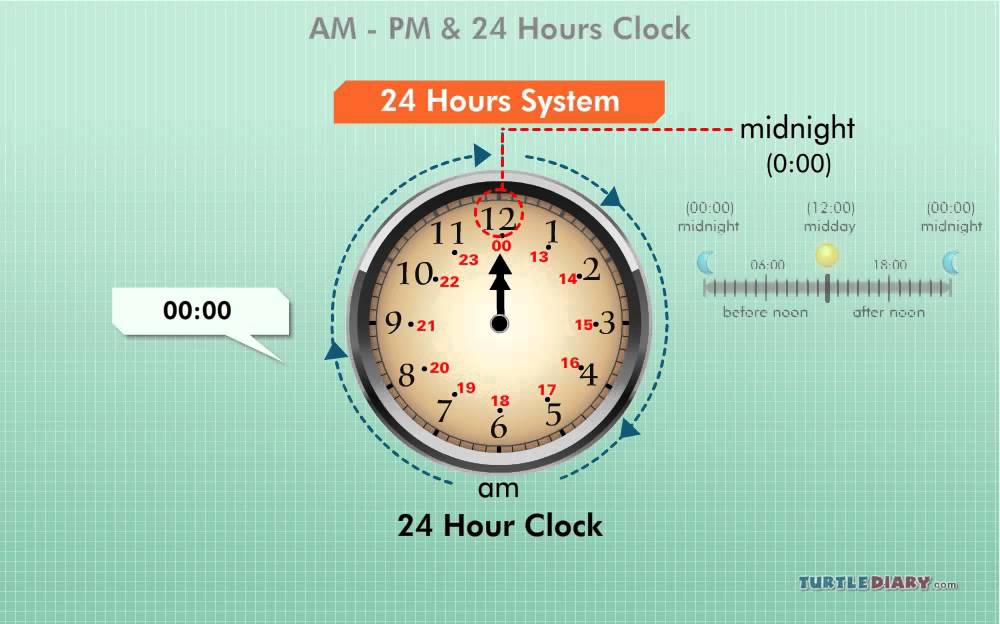 AM - PM & 24 Hours Clock
24 Hours System
midnight
(0:00)
(00:00)
midnight
(12:00)
midday
(00:00)
midnight
06:00
18:00
before noon
after noon
00:00
12
00
1
13
2
14
3
15
4
16
5
17
6
18
7
19
8
20
9
21
10
22
11
23
am
24 Hour Clock
TURTLEDIARY.com